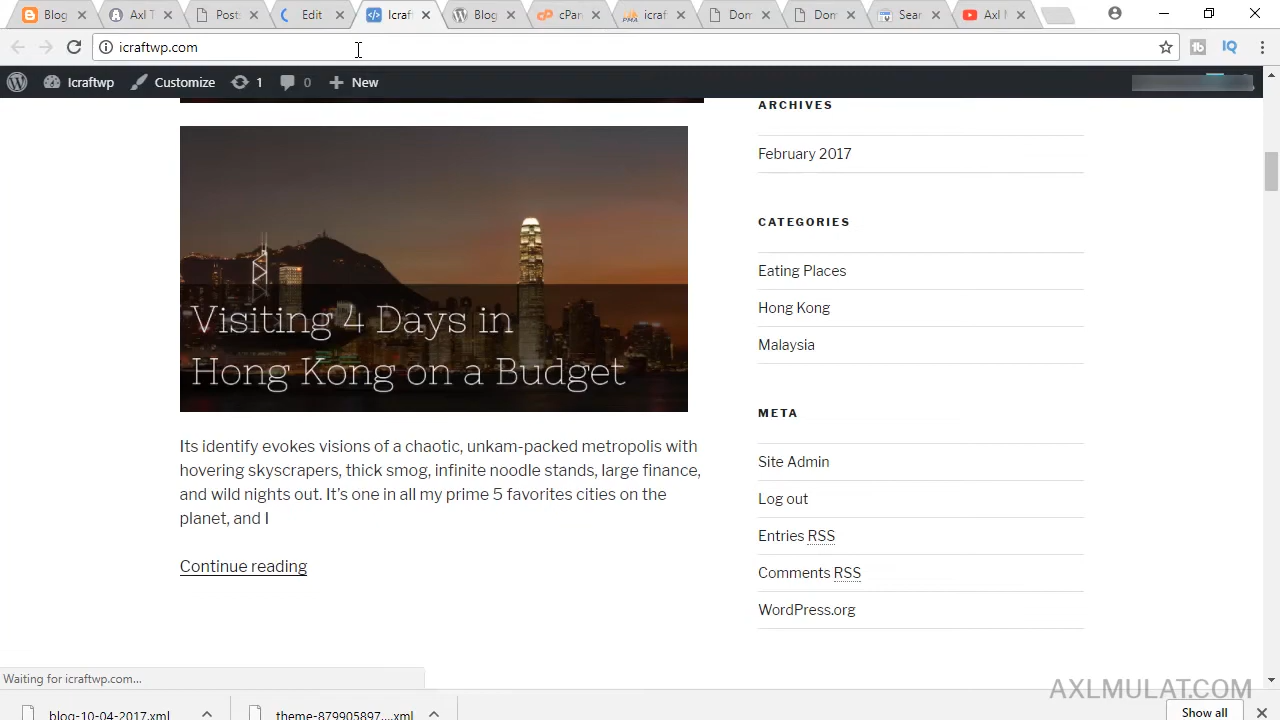 Blog
Axl T
Posts
Edit
Icraf
Blog
cPan
icraf
Dom
Dom
Sear
Axl M
icraftwp.com
tb
IQ
Icraftwp
Customize
1
0
New
ARCHIVES
February 2017
CATEGORIES
Eating Places
Hong Kong
Malaysia
META
Site Admin
Log out
Entries RSS
Comments RSS
WordPress.org
Visiting 4 Days in
Hong Kong on a Budget
Its identify evokes visions of a chaotic, unkam-packed metropolis with
hovering skyscrapers, thick smog, infinite noodle stands, large finance,
and wild nights out. It's one in all my prime 5 favorites cities on the
planet, and I
Continue reading
Waiting for icraftwp.com...
AXLMULAT.COM
blog-10-04-2017.xml
theme-879905897....xml
Show all